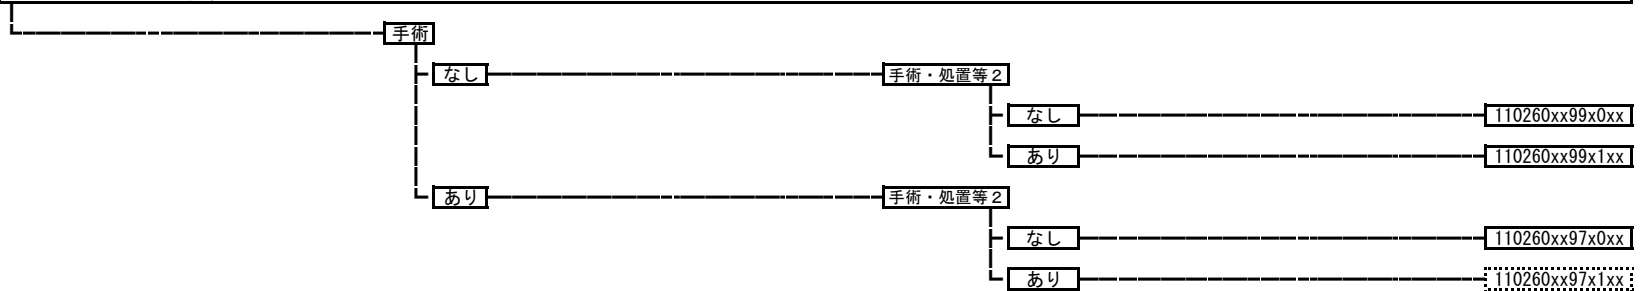 手術
なし 手術・処置等２
なし 110260xx99x0xx
あり 110260xx99x1xx
あり 手術・処置等２
なし 110260xx97x0xx
あり 110260xx97x1xx